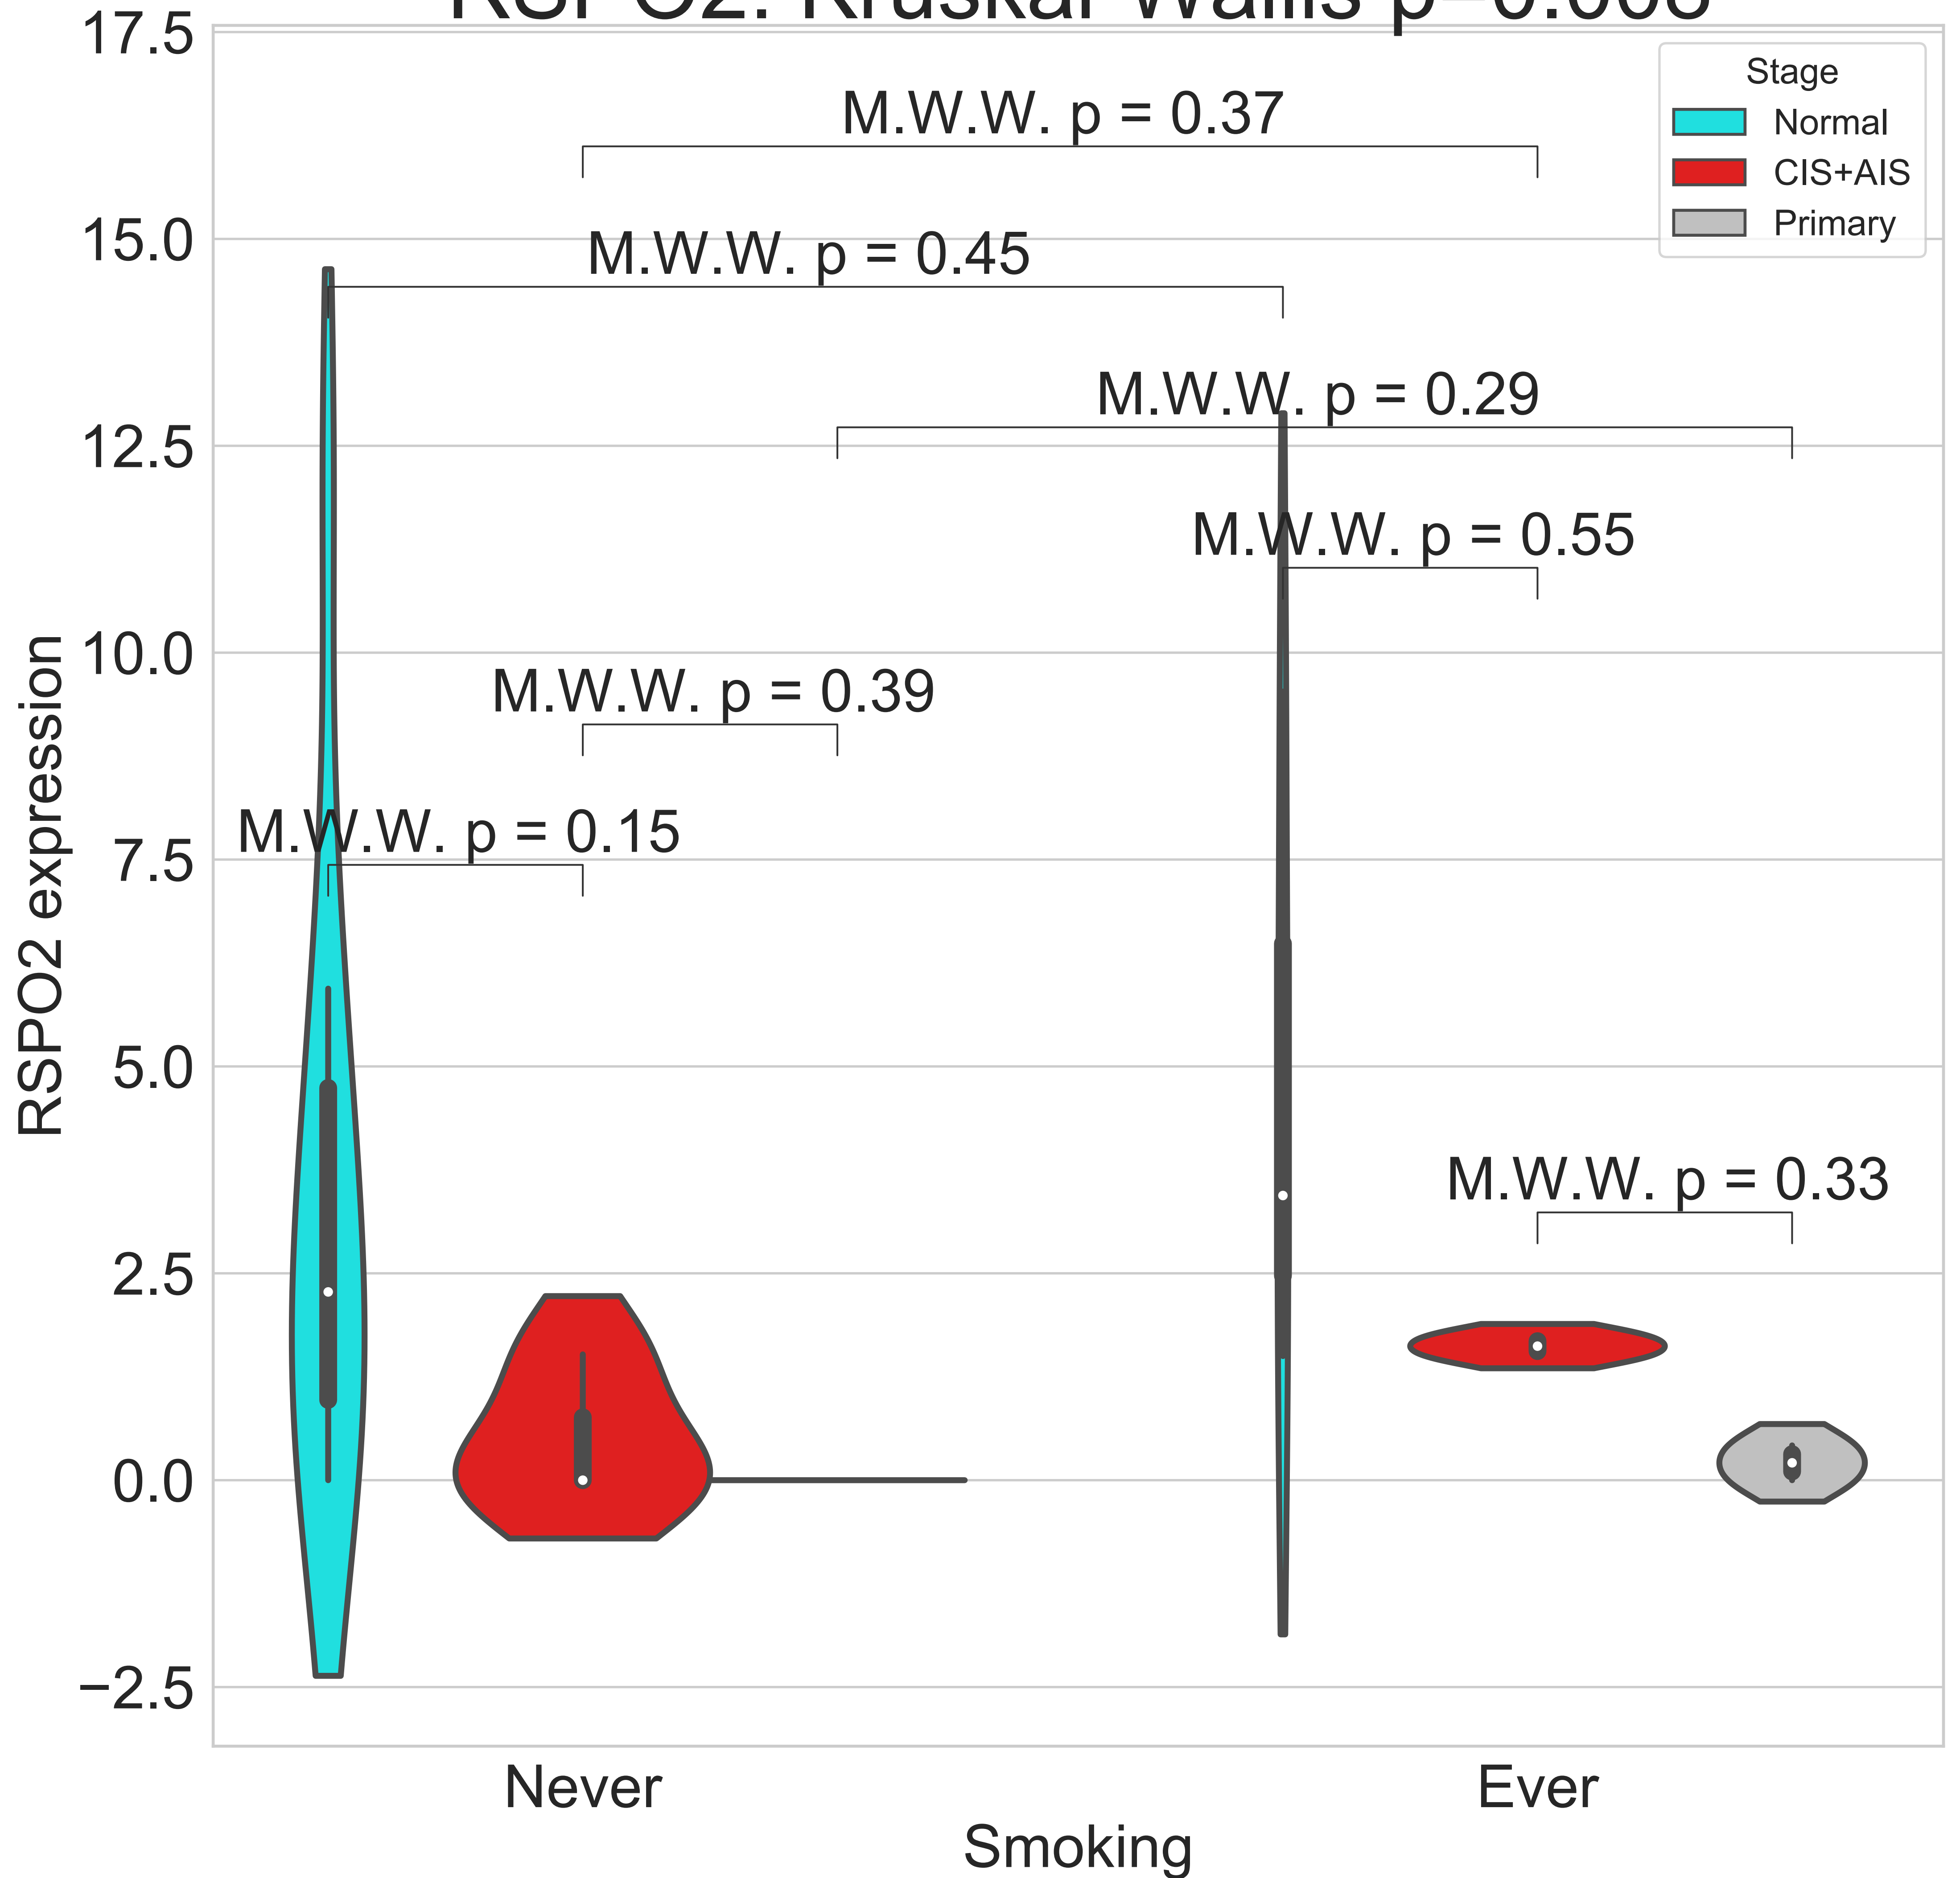 17.5
15.0
12.5
10.0
7.5
5.0
2.5
0.0
−2.5
RSPO2 expression
M.W.W. p = 0.37
M.W.W. p = 0.45
M.W.W. p = 0.29
M.W.W. p = 0.55
M.W.W. p = 0.39
M.W.W. p = 0.15
M.W.W. p = 0.33
Stage
Normal
CIS+AIS
Primary
Never
Ever
Smoking